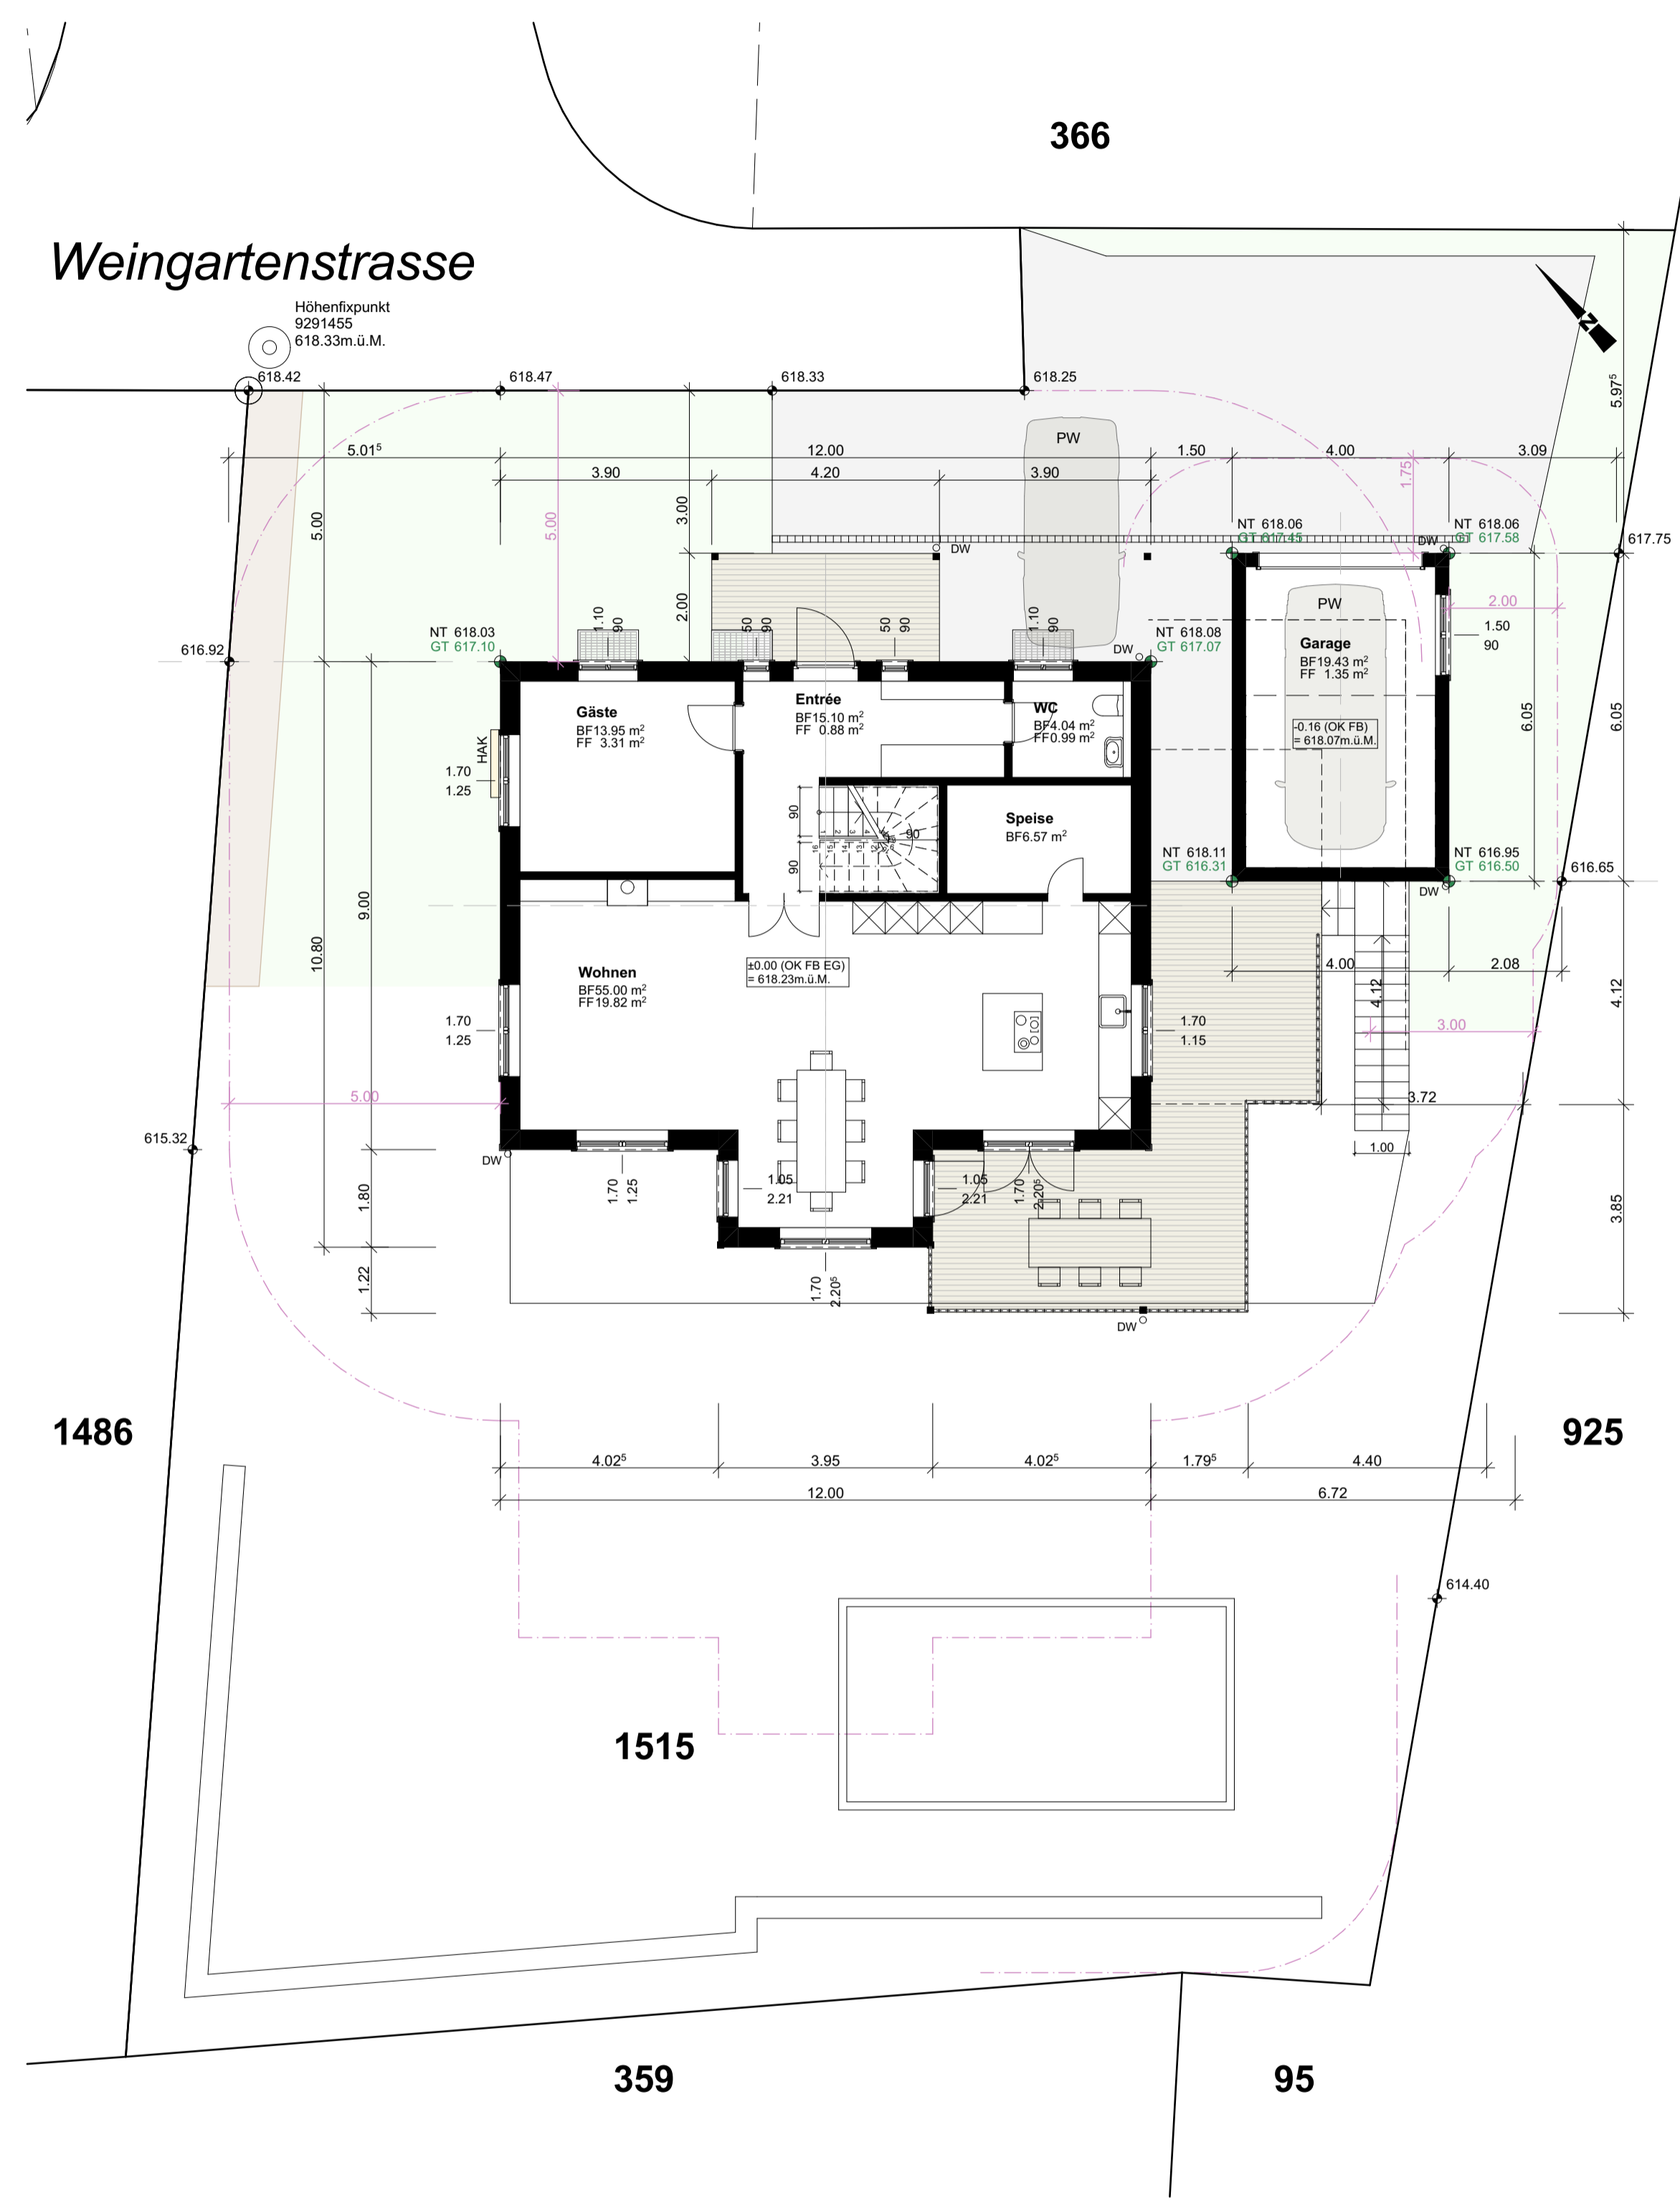 366
Weingartenstrasse
Höhenfixpunkt
9291455
618.33m.ü.M.
618.42
618.47
618.33
618.25
5.97⁵
PW
5.01⁵
12.00
1.50
4.00
3.09
3.90
4.20
3.90
1.75
5.00
5.00
3.00
NT 618.06
GT 617.45
NT 618.06
GT 617.58
DW
DW
617.75
2.00
50
90
50
90
1.10
90
1.10
90
PW
2.00
1.50
90
NT 618.03
GT 617.10
NT 618.08
GT 617.07
DW
616.92
Garage
BF19.43 m²
FF 1.35 m²
Entrée
BF15.10 m²
FF 0.88 m²
WC
BF4.04 m²
FF0.99 m²
Gäste
BF13.95 m²
FF 3.31 m²
-0.16 (OK FB)
= 618.07m.ü.M.
6.05
6.05
HAK
1.70
1.25
90
90
90
1
2
3
4
16
15
14
13
12
Speise
BF6.57 m²
NT 618.11
GT 616.31
NT 616.95
GT 616.50
DW
616.65
9.00
10.80
Wohnen
BF55.00 m²
FF19.82 m²
±0.00 (OK FB EG)
= 618.23m.ü.M.
4.00
2.08
4.12
4.12
1.70
1.25
1.70
1.15
3.00
5.00
3.72
615.32
DW
1.00
1.70
1.25
1.05
2.21
1.05
2.21
1.70
2.20⁵
1.80
3.85
1.22
1.70
2.20⁵
DW
1486
925
4.02⁵
3.95
4.02⁵
1.79⁵
4.40
12.00
6.72
614.40
1515
359
95
N